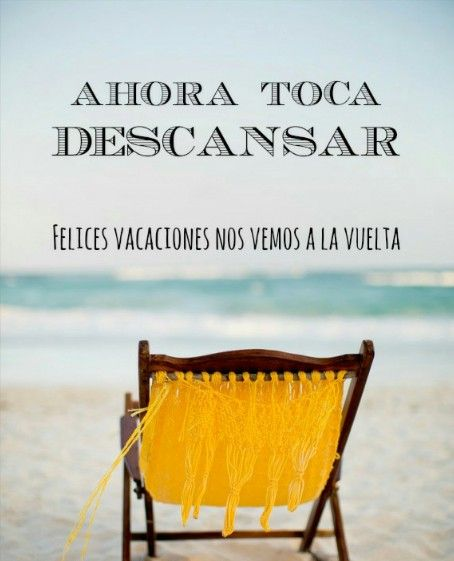 AHORA TOCA
DESCANSAR
FELICES VACACIONES NOS VEMOS A LA VUELTA